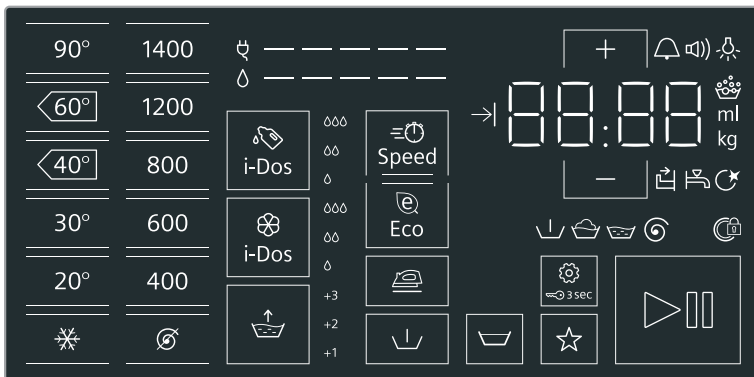 90° 1400
+
60° 1200
88:88
ml
kg
i-Dos
Speed
40° 800
−
30° 600
i-Dos
e
Eco
20° 400
3 sec
+3
+2
+1